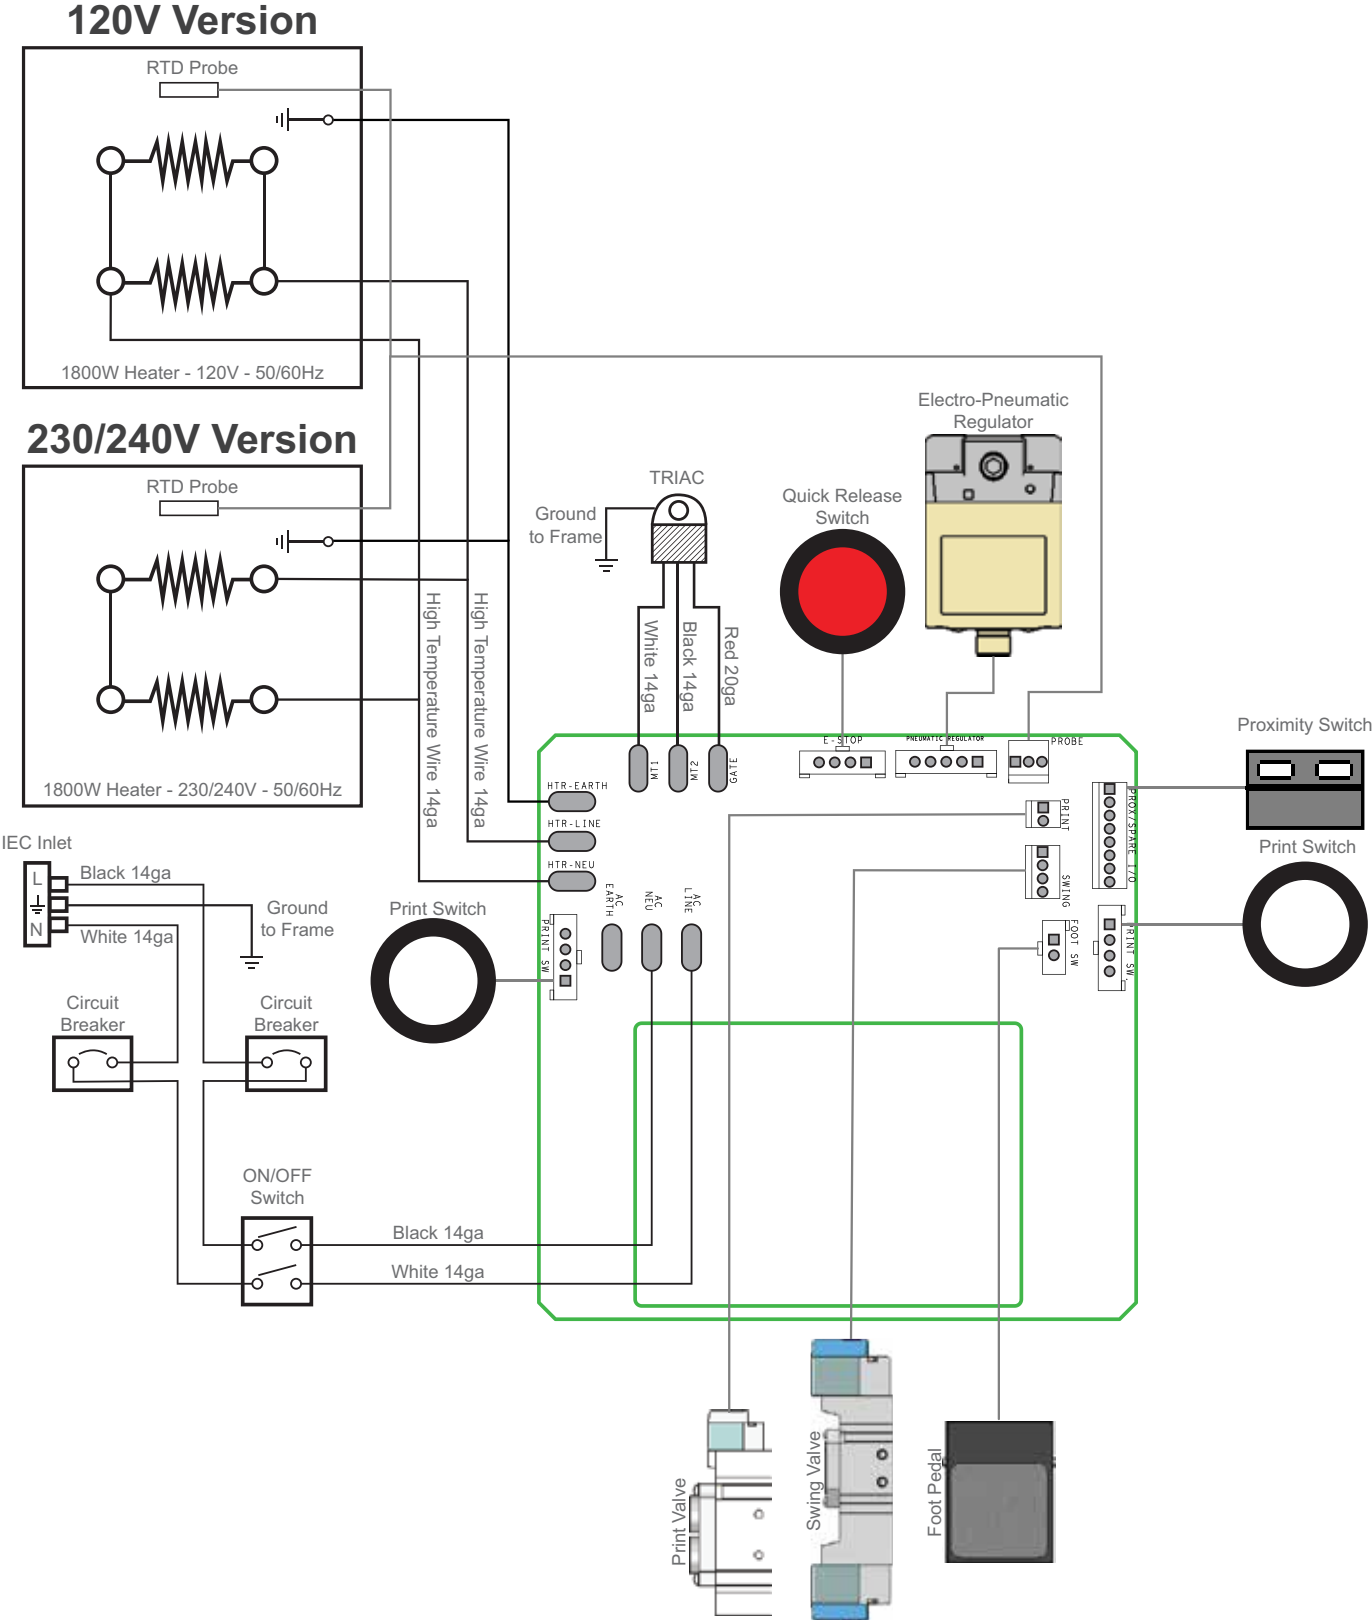 120V Version
RTD Probe
1800W Heater - 120V - 50/60Hz
230/240V Version
RTD Probe
1800W Heater - 230/240V - 50/60Hz
High Temperature Wire 14ga
High Temperature Wire 14ga
TRIAC
Ground
to Frame
White 14ga
Black 14ga
Red 20ga
Quick Release
Switch
Electro-Pneumatic
Regulator
Proximity Switch
Print Switch
E-STOP
PNEUMATIC REGULATOR
PROBE
MT1
MT2
GATE
HTR-EARTH
HTR-LINE
HTR-NEU
AC
EARTH
AC
NEU
AC
LINE
PRINT SW
PRINT
SWING
FOOT SW
PROX/SPARE I/O
PRINT SW.
IEC Inlet
L
N
Black 14ga
White 14ga
Ground
to Frame
Print Switch
Circuit
Breaker
Circuit
Breaker
ON/OFF
Switch
Black 14ga
White 14ga
Print Valve
Swing Valve
Foot Pedal